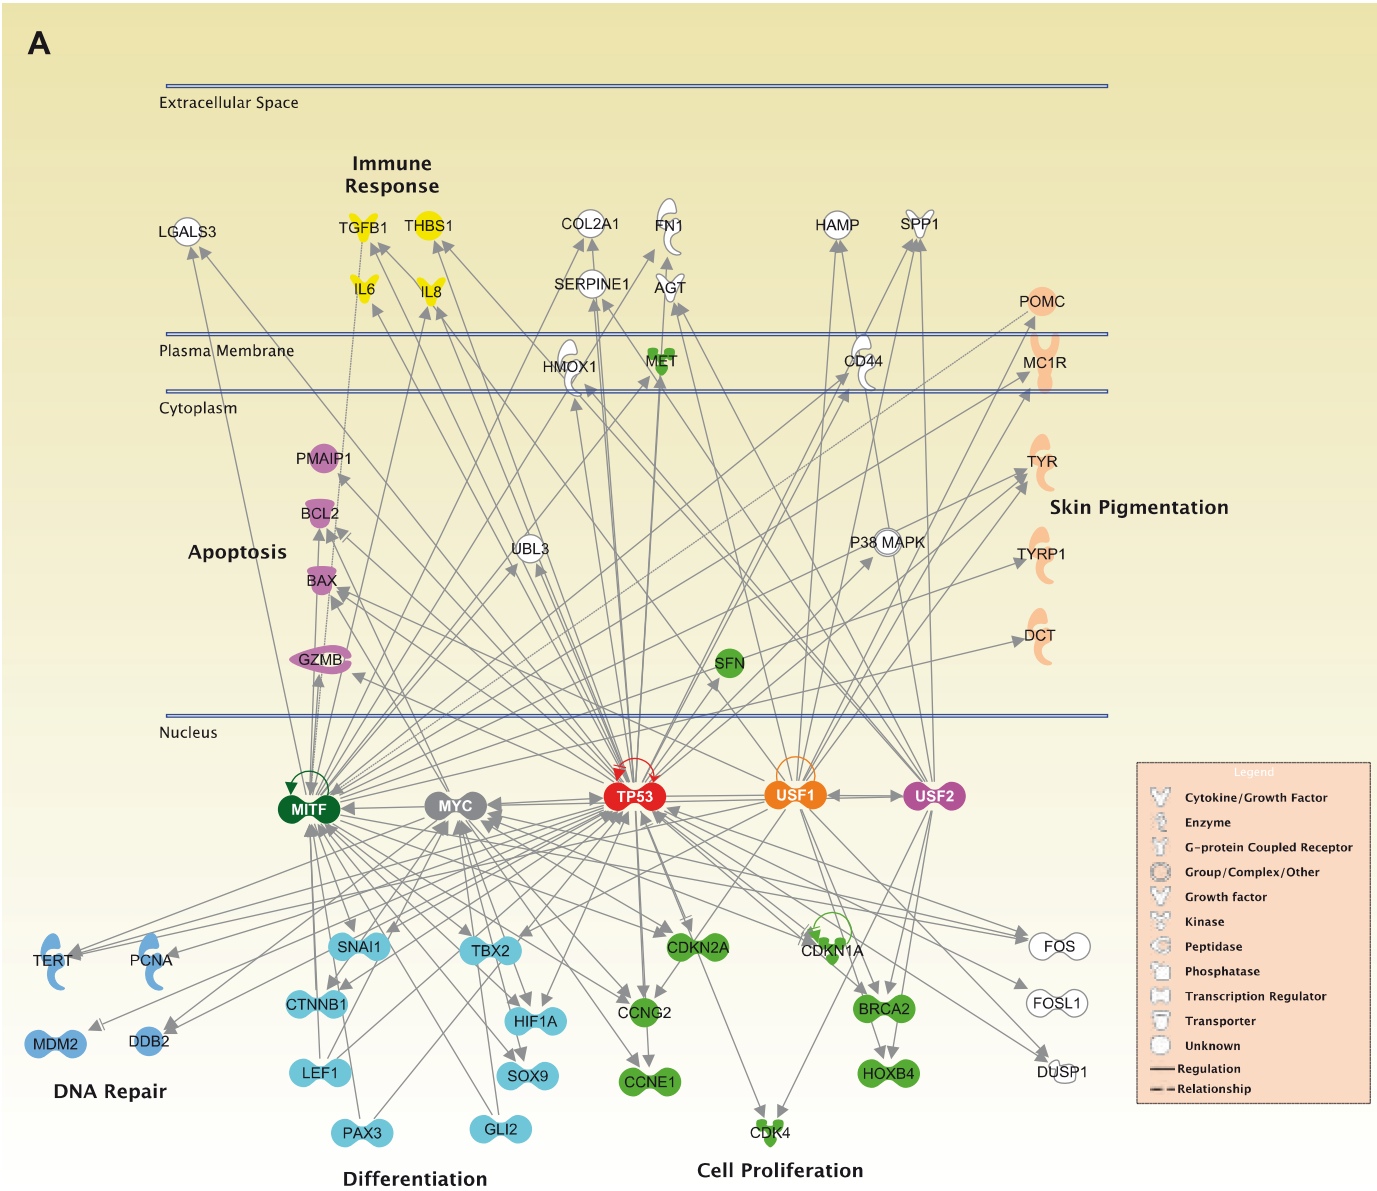 A
Extracellular Space
Immune
Response
LGALS3
TGFB1
THBS1
COL2A1
FN1
HAMP
SPP1
IL6
IL8
SERPINE1
AGT
POMC
Plasma Membrane
HMOX1
MET
CD44
MC1R
Cytoplasm
PMAIP1
TYR
BCL2
Skin Pigmentation
Apoptosis
UBL3
P38 MAPK
TYRP1
BAX
GZMB
SFN
DCT
Nucleus
MITF
MYC
TP53
USF1
USF2
TERT
PCNA
SNAI1
TBX2
CDKN2A
CDKN1A
FOS
CTNNB1
HIF1A
CCNG2
BRCA2
FOSL1
MDM2
DDB2
LEF1
SOX9
CCNE1
HOXB4
DUSP1
DNA Repair
PAX3
GLI2
CDK4
Differentiation
Cell Proliferation
Legend
Cytokine/Growth Factor
Enzyme
G-protein Coupled Receptor
Group/Complex/Other
Growth factor
Kinase
Peptidase
Phosphatase
Transcription Regulator
Transporter
Unknown
Regulation
Relationship